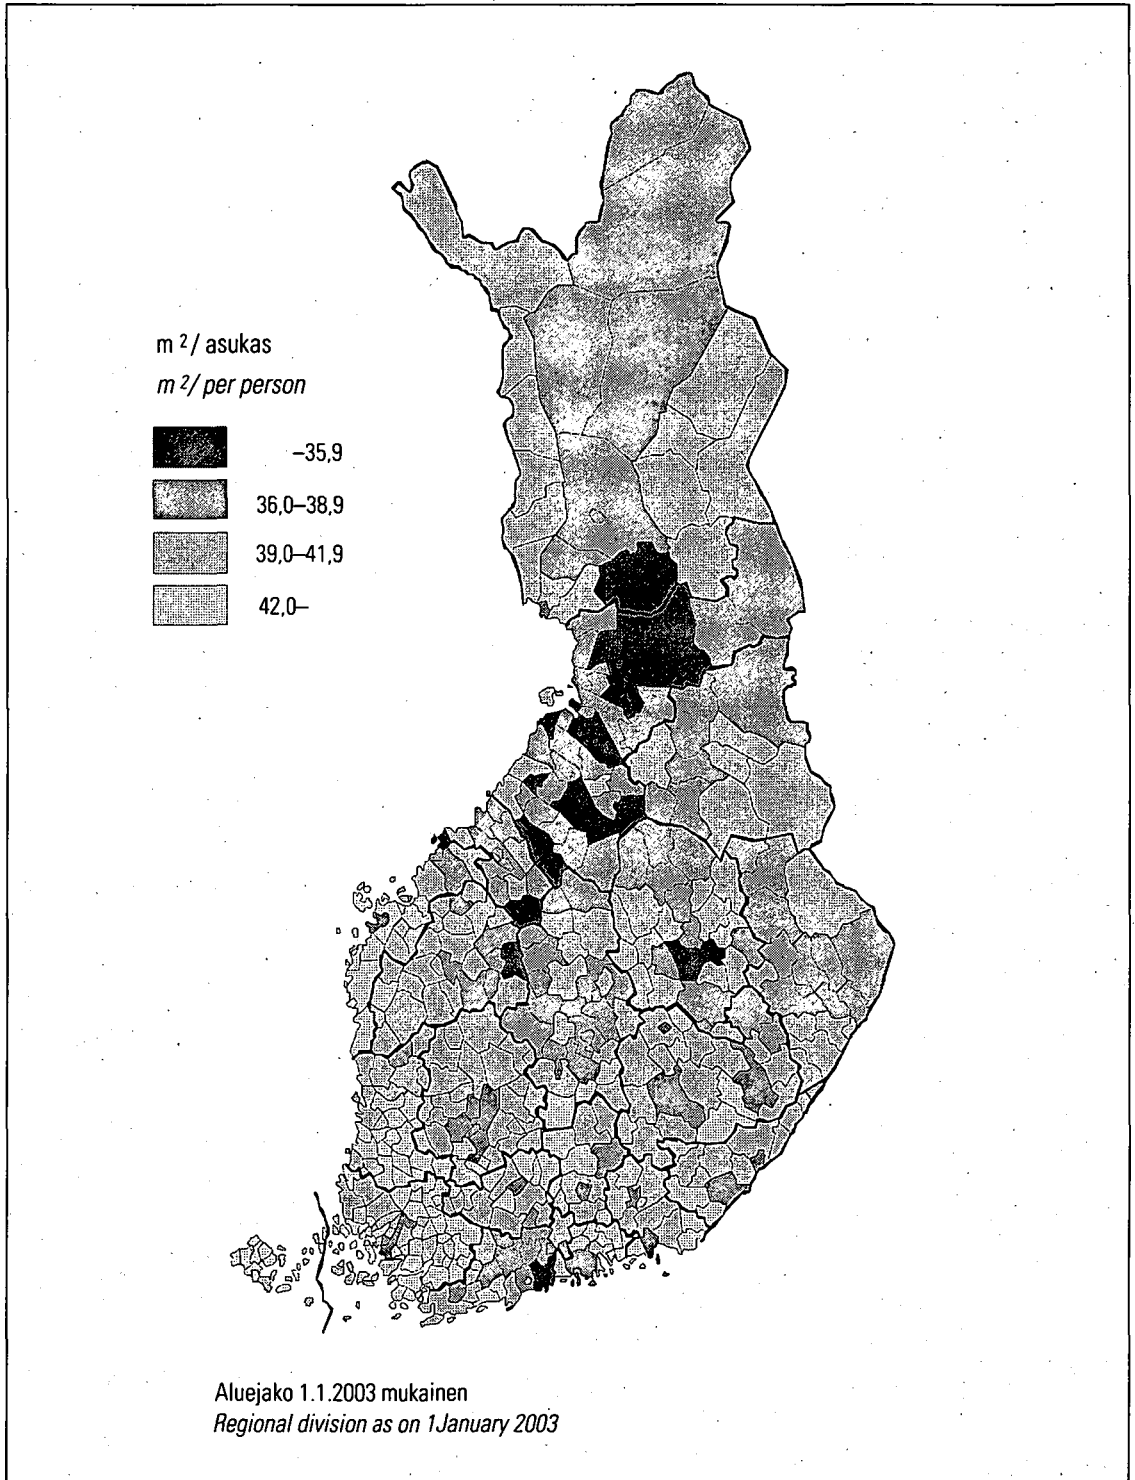 m ²/ asukas
m ²/ per person
–35,9
36,0–38,9
39,0–41,9
42,0–
Aluejako 1.1.2003 mukainen
Regional division as on 1January 2003